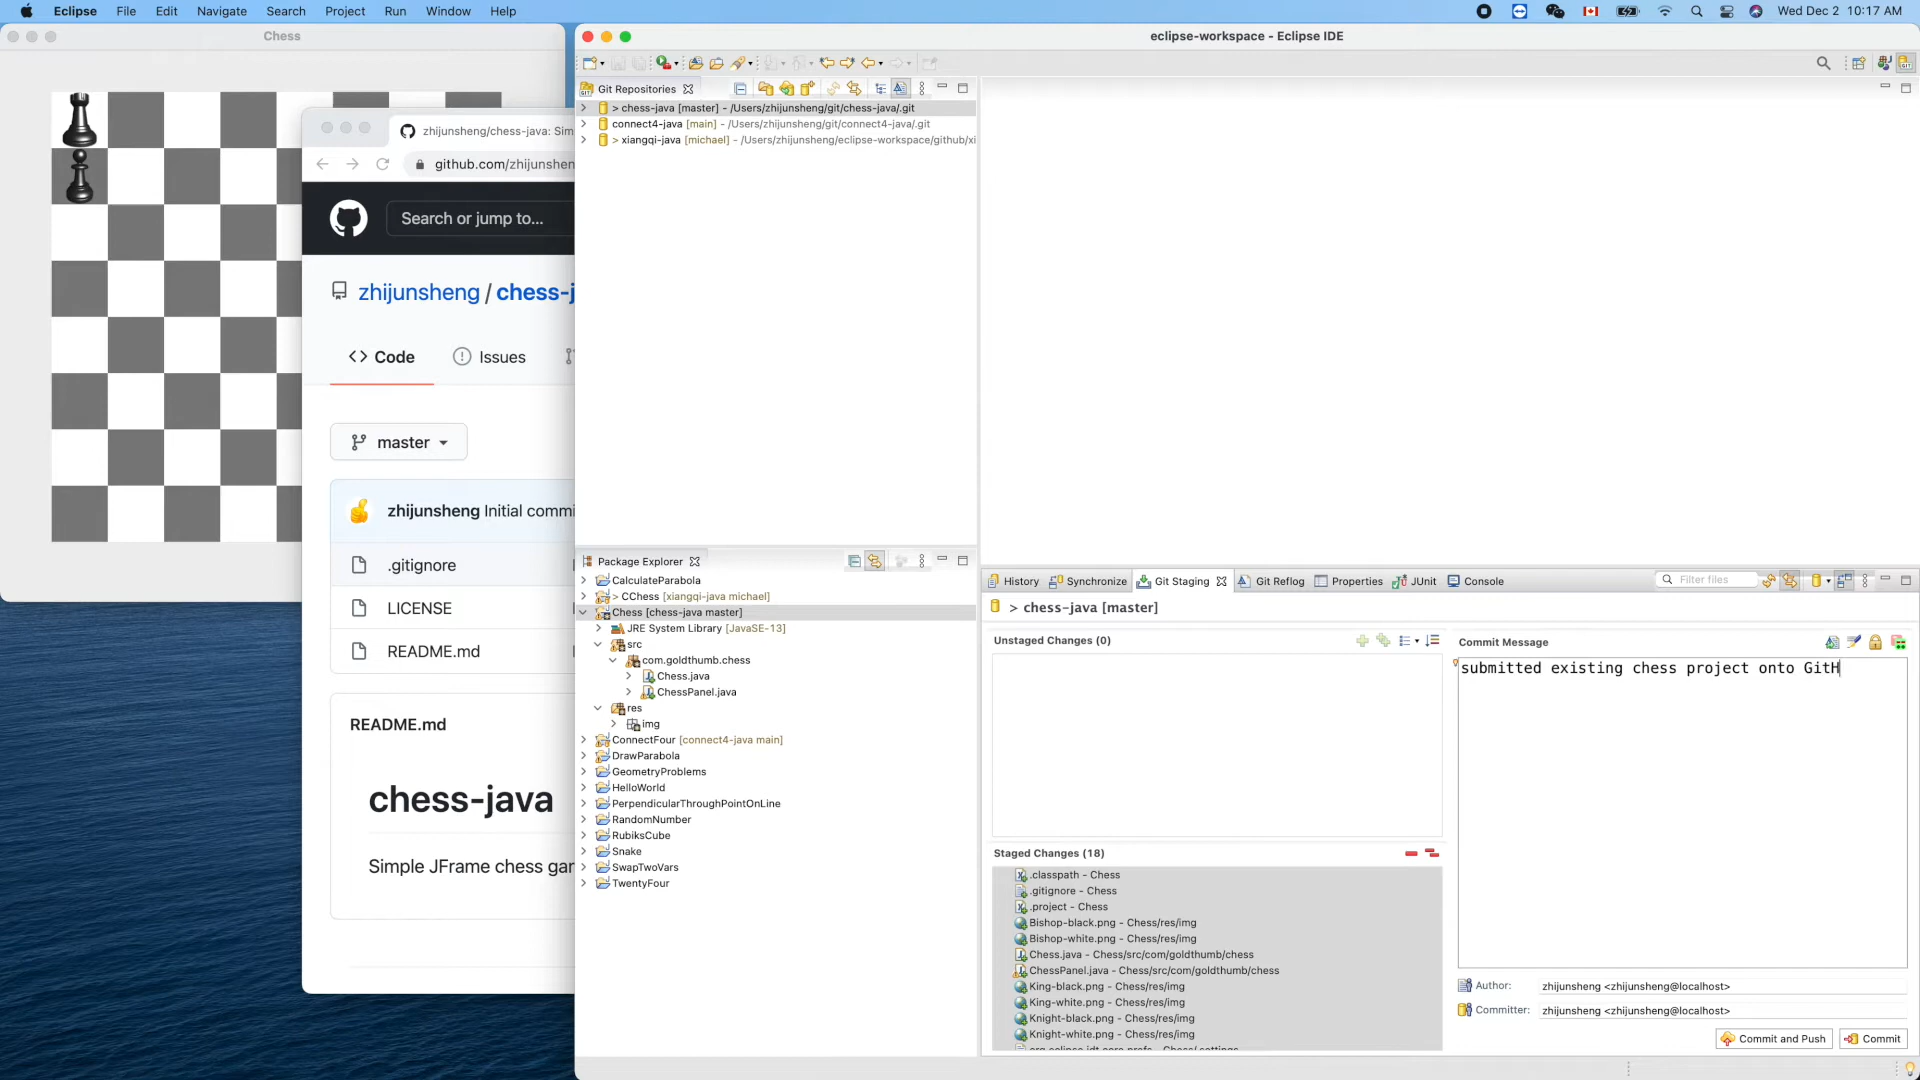 Eclipse File Edit Navigate Search Project Run Window Help Wed Dec 2 10:17 AM
Chess
eclipse-workspace - Eclipse IDE
Git Repositories
> chess-java [master] - /Users/zhijunsheng/git/chess-java/.git
connect4-java [main] - /Users/zhijunsheng/git/connect4-java/.git
> xiangqi-java [michael] - /Users/zhijunsheng/eclipse-workspace/github/xi
zhijunsheng/chess-java: Sim
github.com/zhijunshen
Search or jump to...
zhijunsheng / chess-j
Code Issues
master
zhijunsheng Initial commi
.gitignore
LICENSE
README.md
README.md
chess-java
Simple JFrame chess gan
Package Explorer
CalculateParabola
> CChess [xiangqi-java michael]
Chess [chess-java master]
JRE System Library [JavaSE-13]
src
com.goldthumb.chess
Chess.java
ChessPanel.java
res
img
ConnectFour [connect4-java main]
DrawParabola
GeometryProblems
HelloWorld
PerpendicularThroughPointOnLine
RandomNumber
RubiksCube
Snake
SwapTwoVars
TwentyFour
History Synchronize Git Staging Git Reflog Properties JUnit Console Filter files
> chess-java [master]
Unstaged Changes (0)
Staged Changes (18)
.classpath - Chess
.gitignore - Chess
.project - Chess
Bishop-black.png - Chess/res/img
Bishop-white.png - Chess/res/img
Chess.java - Chess/src/com/goldthumb/chess
ChessPanel.java - Chess/src/com/goldthumb/chess
King-black.png - Chess/res/img
King-white.png - Chess/res/img
Knight-black.png - Chess/res/img
Knight-white.png - Chess/res/img
org.eclipse.jdt.core.prefs - Chess/.settings
Commit Message
submitted existing chess project onto GitH
Author: zhijunsheng <zhijunsheng@localhost>
Committer: zhijunsheng <zhijunsheng@localhost>
Commit and Push Commit